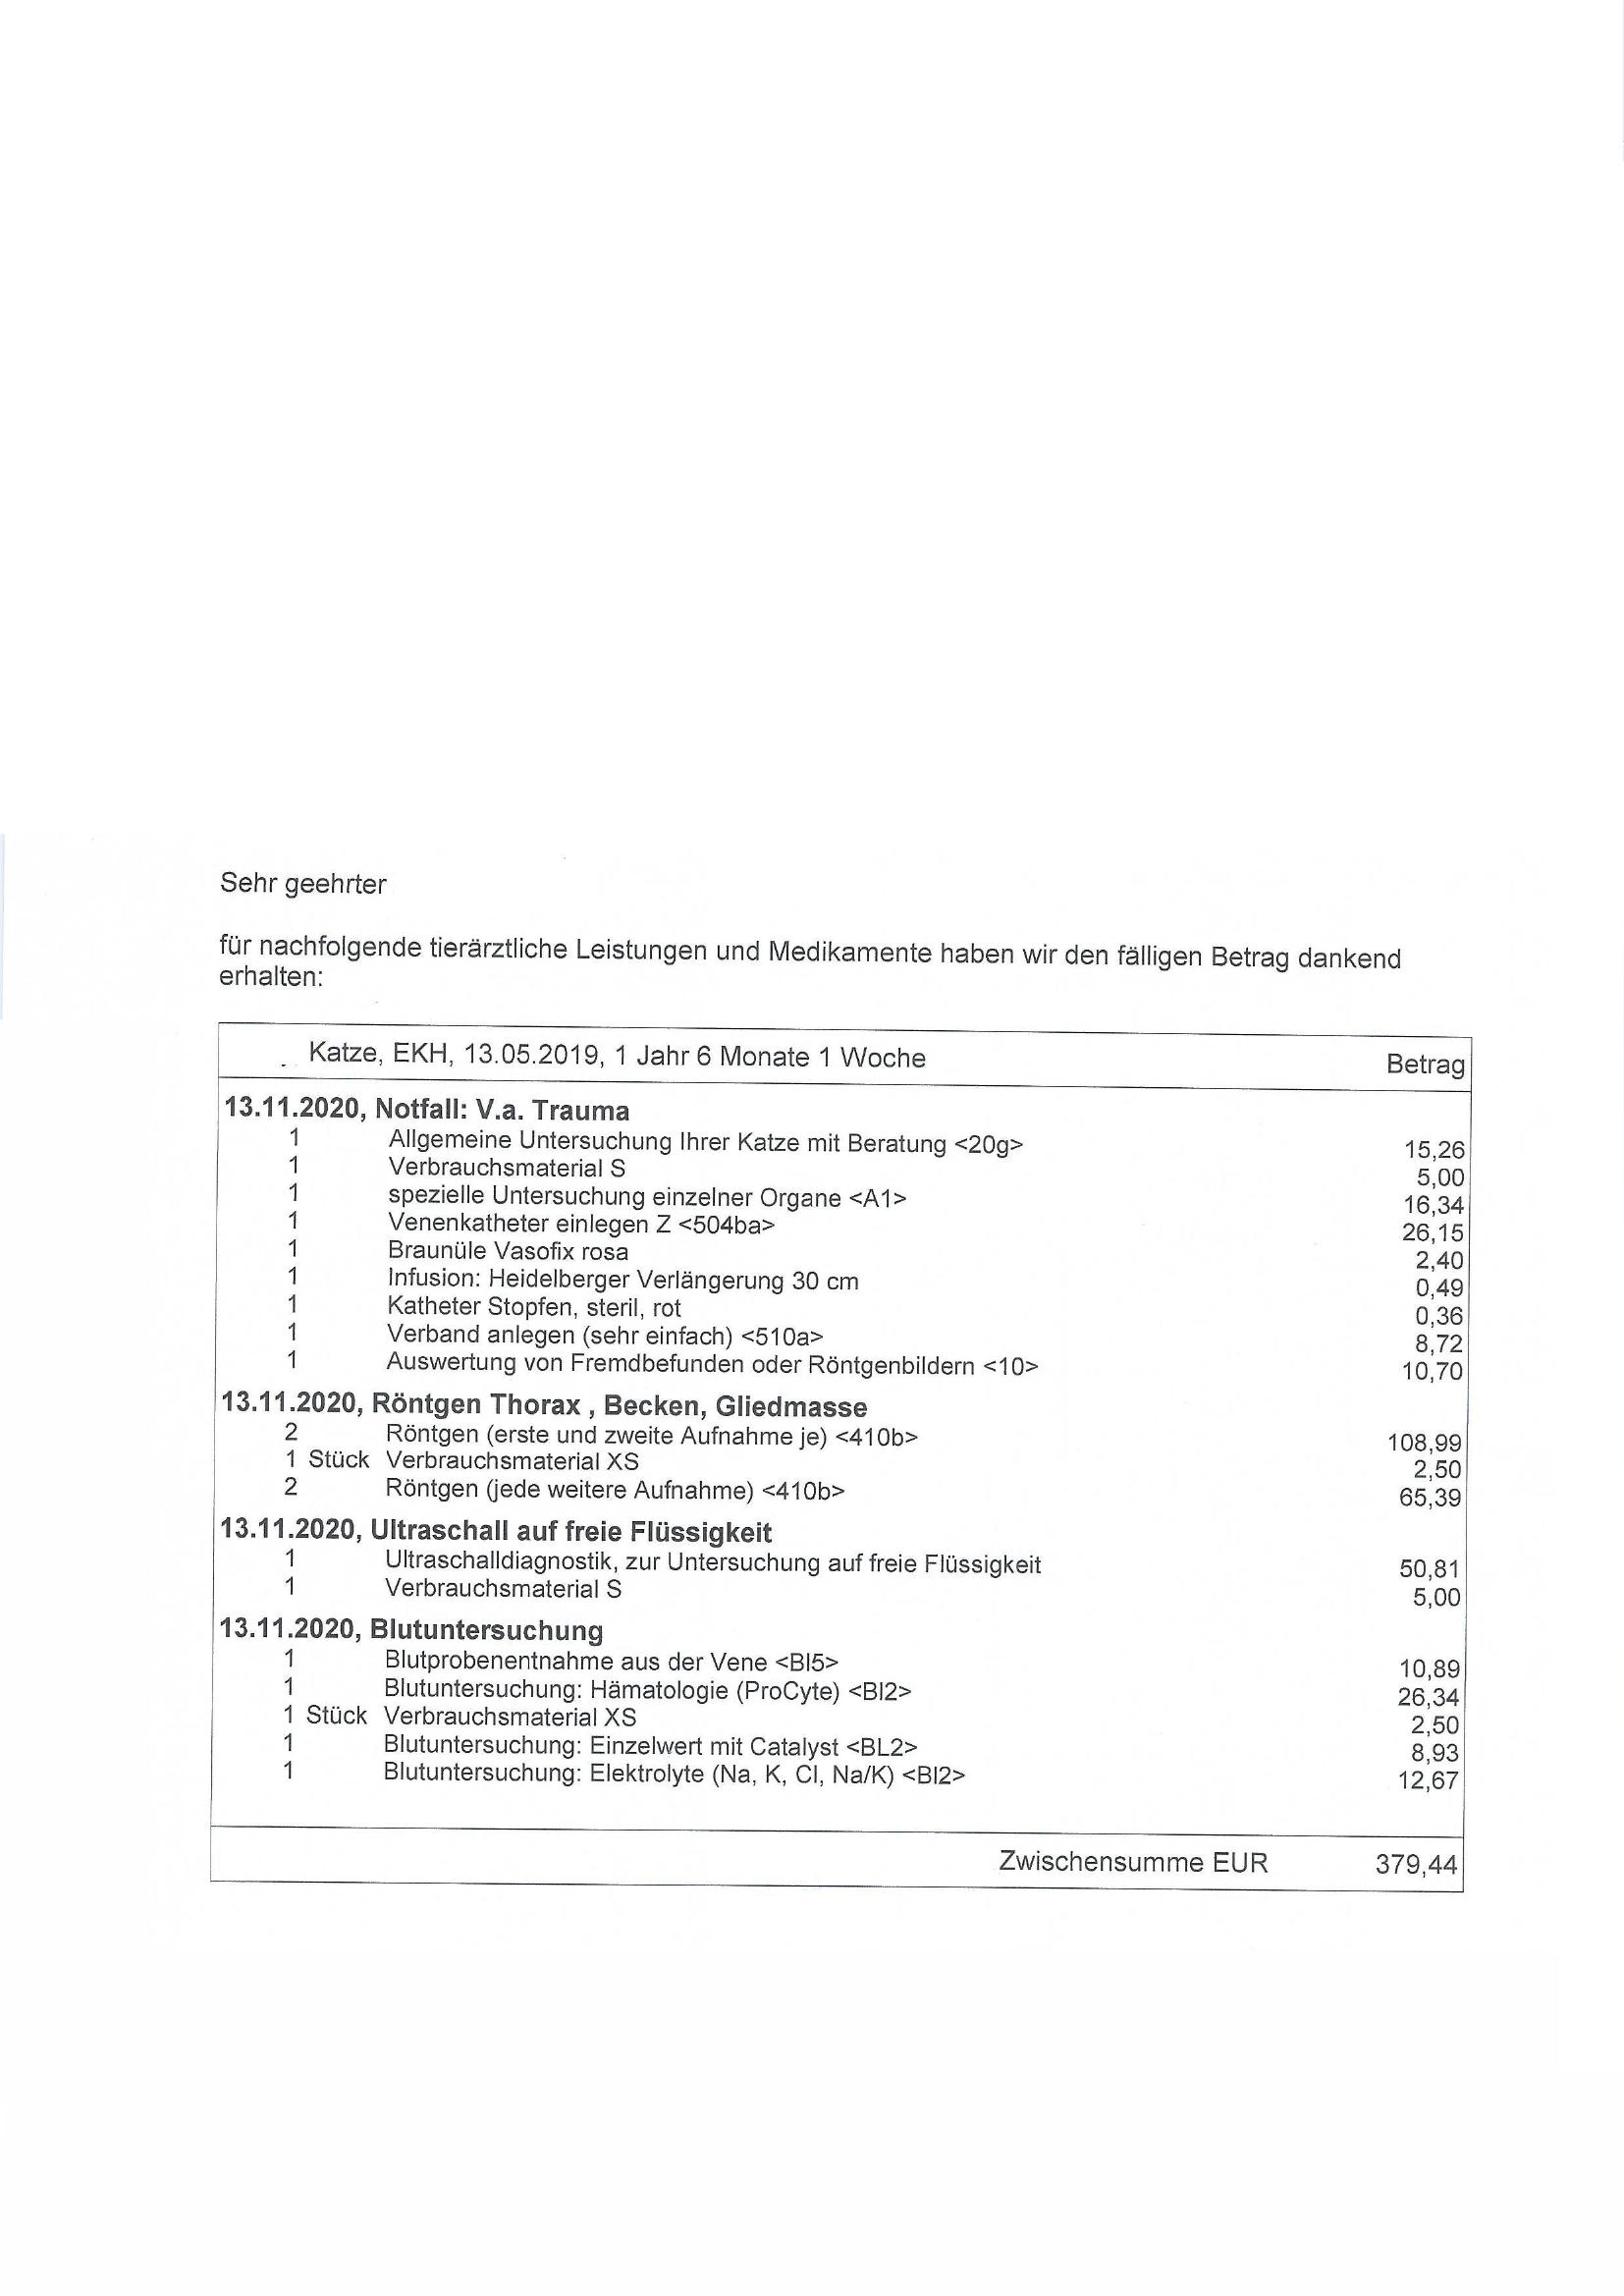 Sehr geehrter
für nachfolgende tierärztliche Leistungen und Medikamente haben wir den fälligen Betrag dankend
erhalten:
Katze, EKH, 13.05.2019, 1 Jahr 6 Monate 1 Woche Betrag
13.11.2020, Notfall: V.a. Trauma
1 Allgemeine Untersuchung Ihrer Katze mit Beratung <20g> 15,26
1 Verbrauchsmaterial S 5,00
1 spezielle Untersuchung einzelner Organe <A1> 16,34
1 Venenkatheter einlegen Z <504ba> 26,15
1 Braunüle Vasofix rosa 2,40
1 Infusion: Heidelberger Verlängerung 30 cm 0,49
1 Katheter Stopfen, steril, rot 0,36
1 Verband anlegen (sehr einfach) <510a> 8,72
1 Auswertung von Fremdbefunden oder Röntgenbildern <10> 10,70
13.11.2020, Röntgen Thorax , Becken, Gliedmasse
2 Röntgen (erste und zweite Aufnahme je) <410b> 108,99
1 Stück Verbrauchsmaterial XS 2,50
2 Röntgen (jede weitere Aufnahme) <410b> 65,39
13.11.2020, Ultraschall auf freie Flüssigkeit
1 Ultraschalldiagnostik, zur Untersuchung auf freie Flüssigkeit 50,81
1 Verbrauchsmaterial S 5,00
13.11.2020, Blutuntersuchung
1 Blutprobenentnahme aus der Vene <Bl5> 10,89
1 Blutuntersuchung: Hämatologie (ProCyte) <Bl2> 26,34
1 Stück Verbrauchsmaterial XS 2,50
1 Blutuntersuchung: Einzelwert mit Catalyst <BL2> 8,93
1 Blutuntersuchung: Elektrolyte (Na, K, Cl, Na/K) <Bl2> 12,67
Zwischensumme EUR 379,44